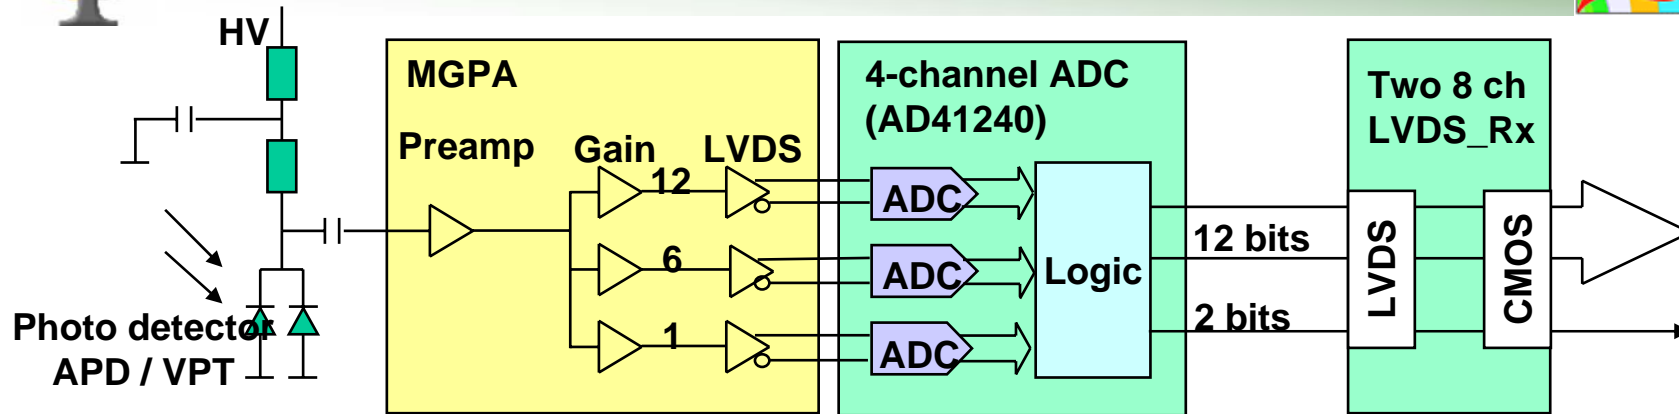 HV
Photo detector
APD / VPT
MGPA
Preamp
Gain
LVDS
12
6
1
4-channel ADC
(AD41240)
ADC
ADC
ADC
Logic
12 bits
2 bits
Two 8 ch
LVDS_Rx
LVDS
CMOS